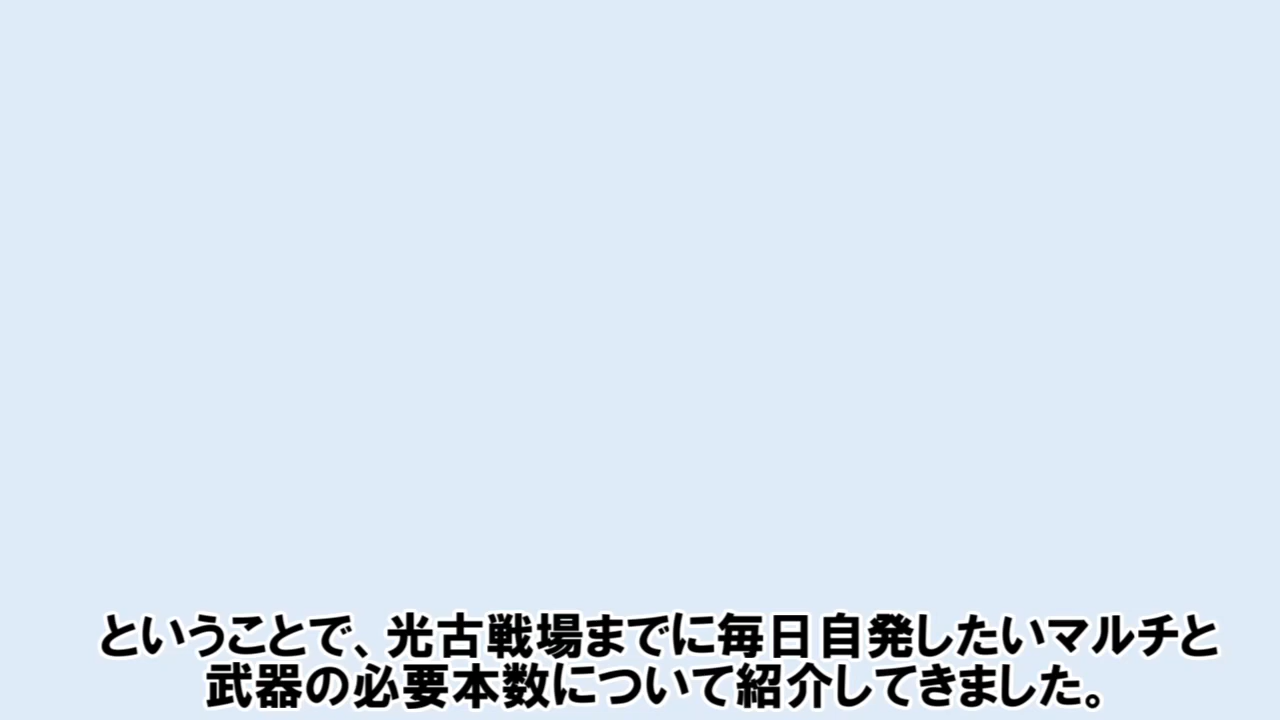 ということで、光古戦場までに毎日自発したいマルチと
武器の必要本数について紹介してきました。